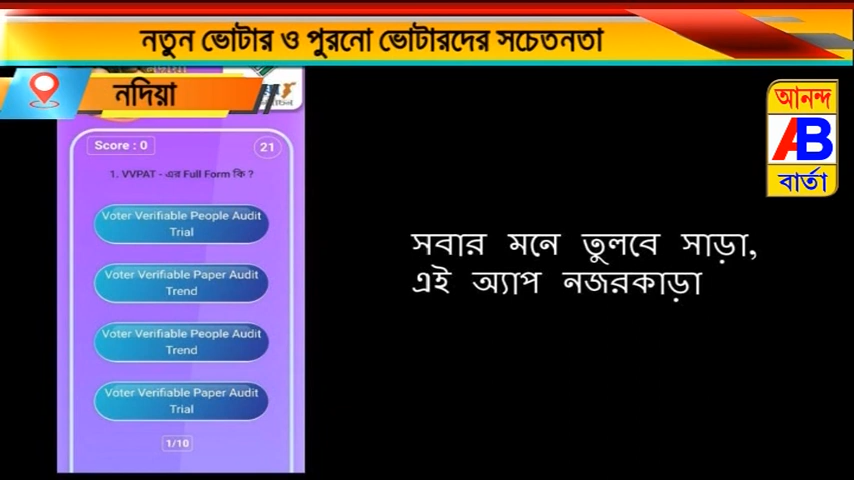 নতুন ভোটার ও পুরনো ভোটারদের সচেতনতা
নদিয়া
আনন্দ
AB
বার্তা
Score : 0
21
1. VVPAT - এর Full Form কি ?
Voter Verifiable People Audit
Trial
Voter Verifiable Paper Audit
Trend
Voter Verifiable People Audit
Trend
Voter Verifiable Paper Audit
Trial
1/10
সবার মনে তুলবে সাড়া,
এই অ্যাপ নজরকাড়া